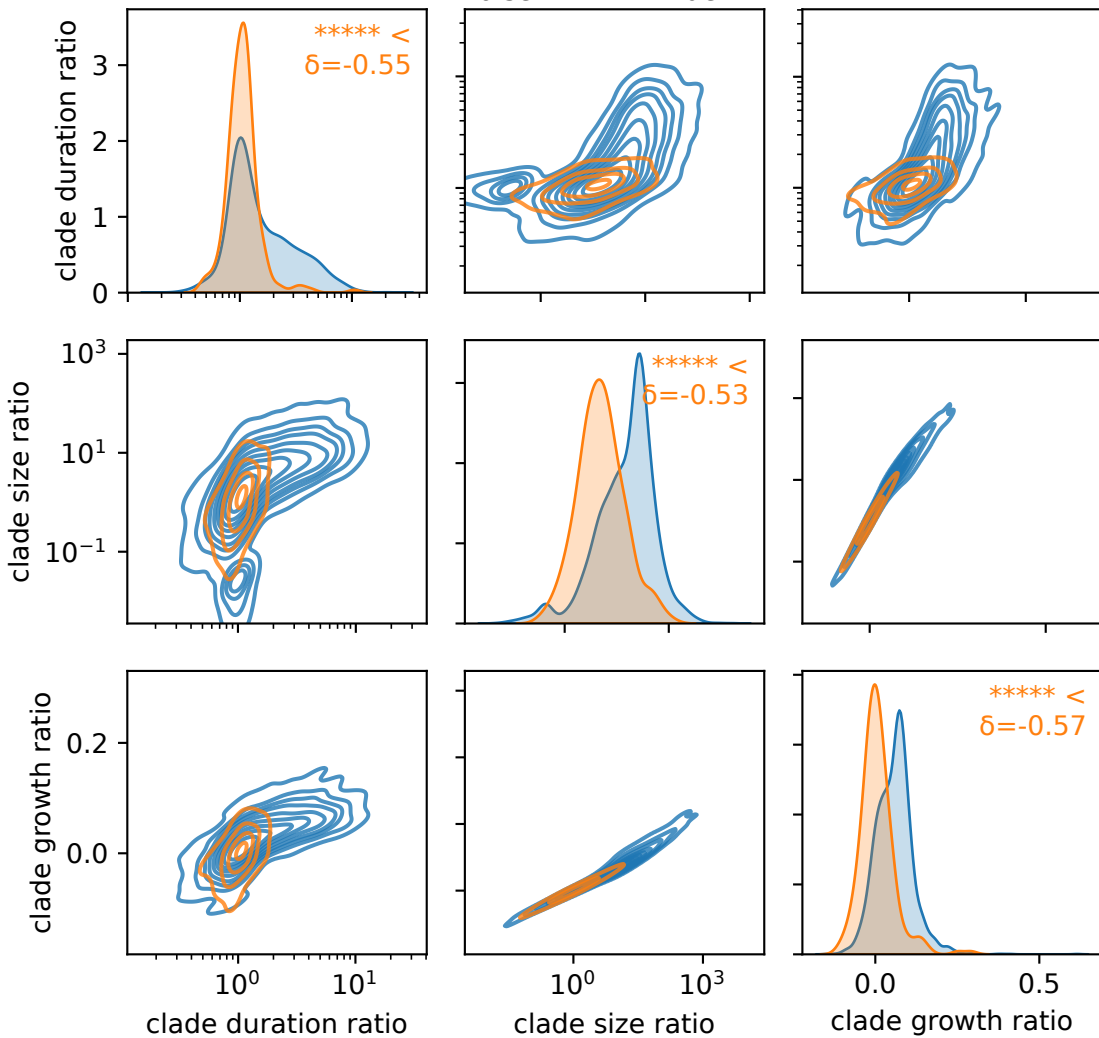 clade duration ratio
3
2
1
0
***** <
δ=-0.55
clade size ratio
10³
10¹
10⁻¹
***** <
δ=-0.53
clade growth ratio
0.2
0.0
***** <
δ=-0.57
10⁰
10¹
10⁰
10³
0.0
0.5
clade duration ratio
clade size ratio
clade growth ratio